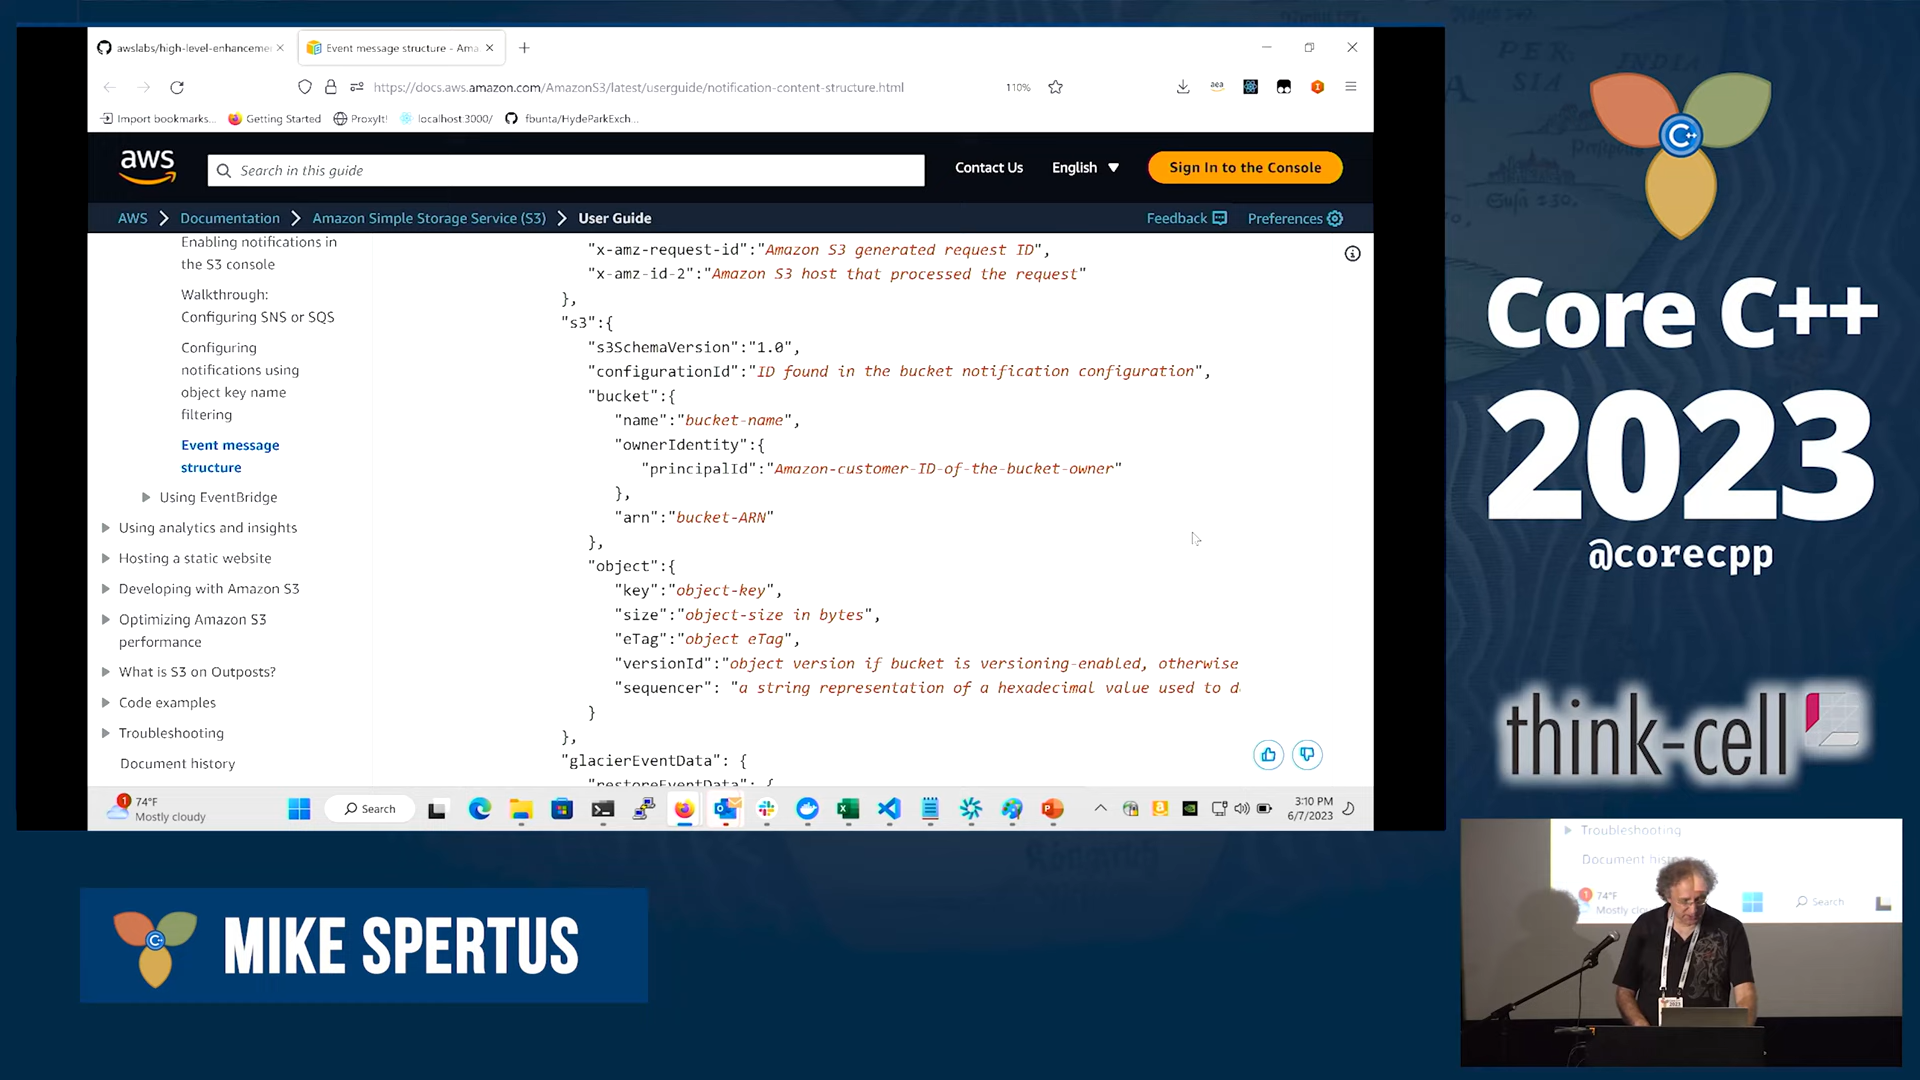 awslabs/high-level-enhanceme
Event message structure - Ama
https://docs.aws.amazon.com/AmazonS3/latest/userguide/notification-content-structure.html
110%
aea
Import bookmarks...
Getting Started
ProxyIt!
localhost:3000/
fbunta/HydeParkExch...
aws
Search in this guide
Contact Us
English
Sign In to the Console
AWS
Documentation
Amazon Simple Storage Service (S3)
User Guide
Feedback
Preferences
Enabling notifications in
the S3 console
Walkthrough:
Configuring SNS or SQS
Configuring
notifications using
object key name
filtering
Event message
structure
Using EventBridge
Using analytics and insights
Hosting a static website
Developing with Amazon S3
Optimizing Amazon S3
performance
What is S3 on Outposts?
Code examples
Troubleshooting
Document history
"x-amz-request-id":"Amazon S3 generated request ID",
"x-amz-id-2":"Amazon S3 host that processed the request"
},
"s3":{
"s3SchemaVersion":"1.0",
"configurationId":"ID found in the bucket notification configuration",
"bucket":{
"name":"bucket-name",
"ownerIdentity":{
"principalId":"Amazon-customer-ID-of-the-bucket-owner"
},
"arn":"bucket-ARN"
},
"object":{
"key":"object-key",
"size":"object-size in bytes",
"eTag":"object eTag",
"versionId":"object version if bucket is versioning-enabled, otherwise
"sequencer": "a string representation of a hexadecimal value used to d
}
},
"glacierEventData": {
"restoreEventData": {
1
74°F
Mostly cloudy
Search
3:10 PM
6/7/2023
C++
Core C++
2023
@corecpp
think-cell
C++
MIKE SPERTUS
Troubleshooting
1
74°F
Search
2023